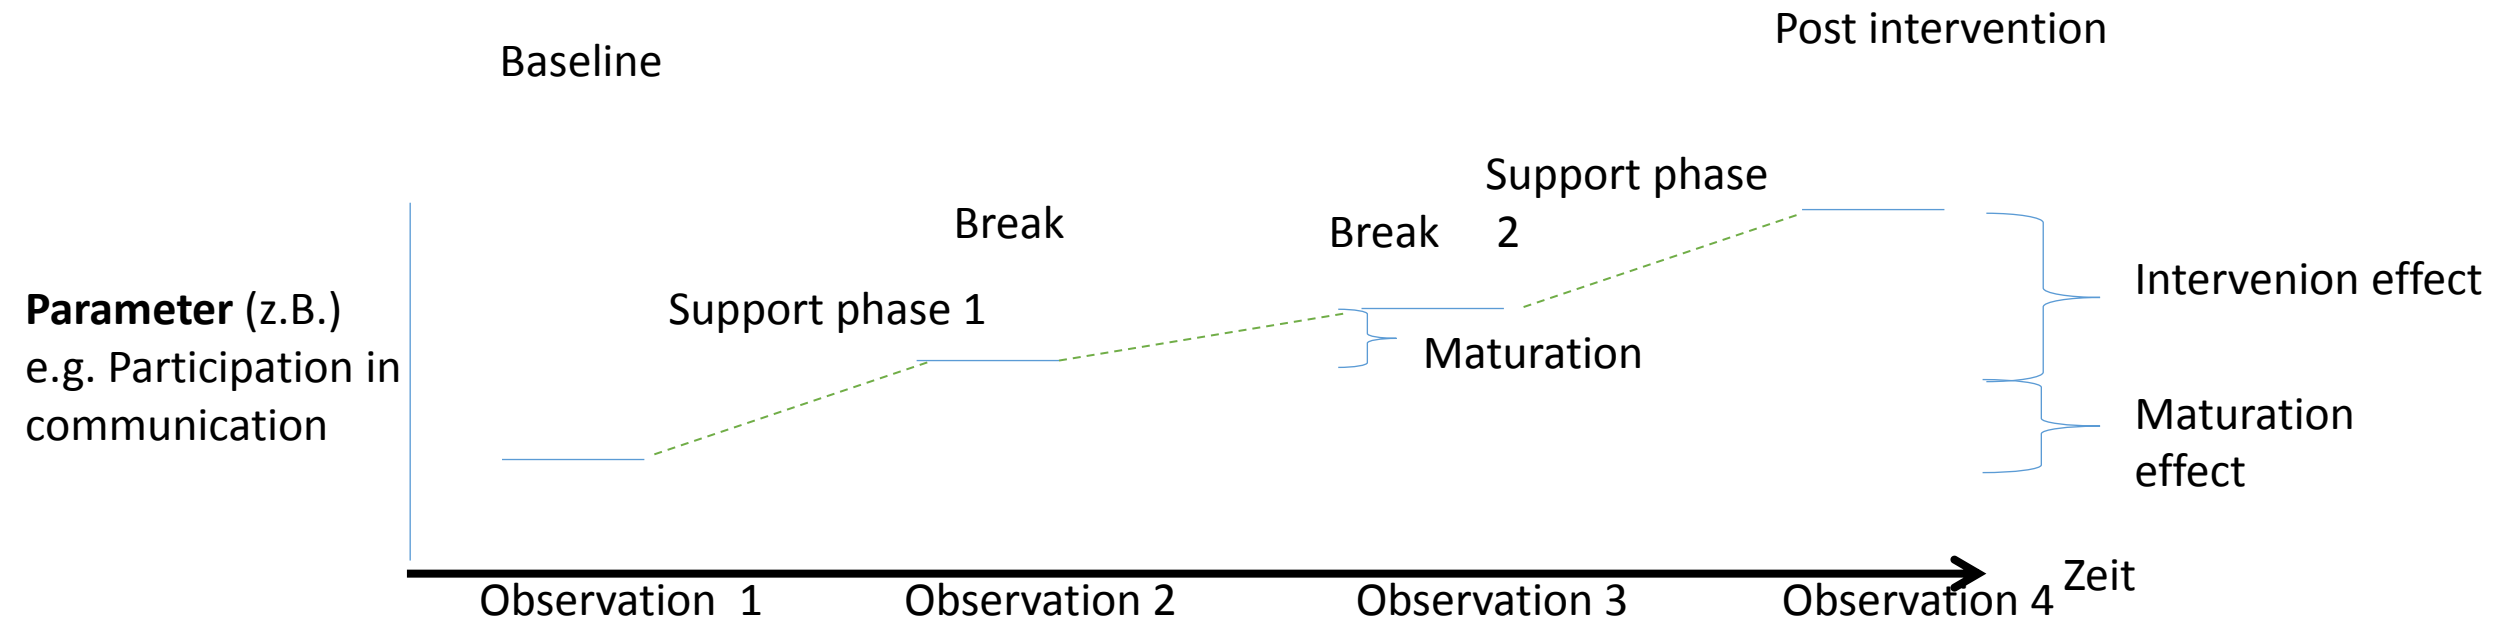 Post intervention
Baseline
Support phase
Break
Break 2
Support phase 1
Parameter (z.B.)
e.g. Participation in
communication
Maturation
Intervenion effect
Maturation
effect
Zeit
Observation 1
Observation 2
Observation 3
Observation 4